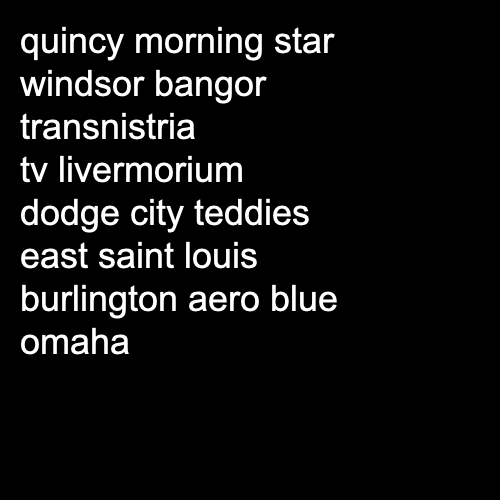 quincy morning star
windsor bangor
transnistria
tv livermorium
dodge city teddies
east saint louis
burlington aero blue
omaha